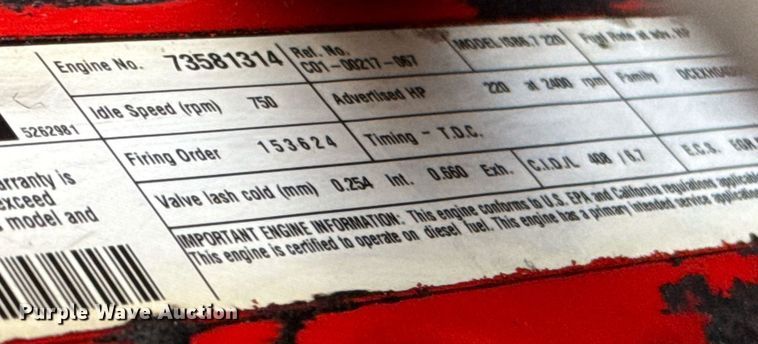 Engine No. 73581314 Ref. No. MODEL ISB6.7 220
C01-00217-067
5262981 Idle Speed (rpm) 750 Advertised HP 220 at 2400 rpm Family
Firing Order 153624 Timing - T.D.C.
Valve lash cold (mm) 0.254 Int. 0.660 Exh. C.I.D./L 408 / 6.7 E.C.S.
warranty is
exceed
model and
IMPORTANT ENGINE INFORMATION: This engine conforms to U.S. EPA and California regulations
This engine is certified to operate on diesel fuel. This engine has a primary intended service
Purple Wave Auction